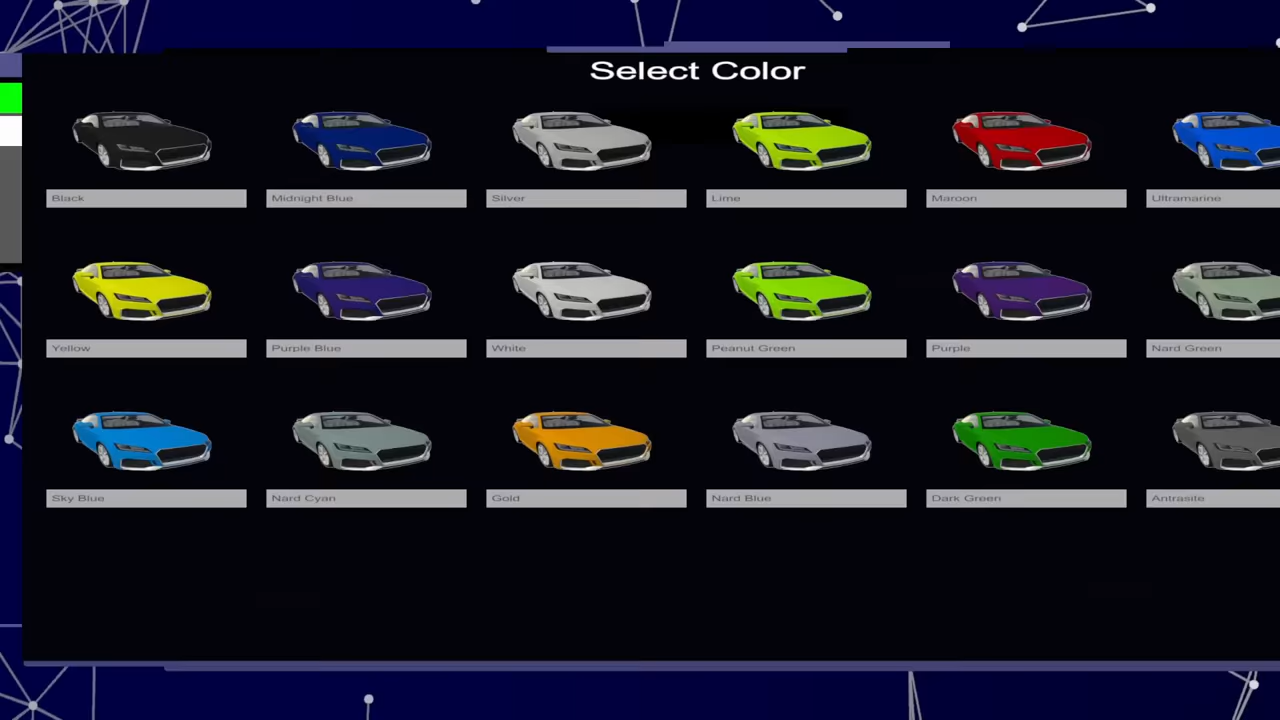 Select Color
Black
Midnight Blue
Silver
Lime
Maroon
Ultramarine
Yellow
Purple Blue
White
Peanut Green
Purple
Nard Green
Sky Blue
Nard Cyan
Gold
Nard Blue
Dark Green
Antrasite